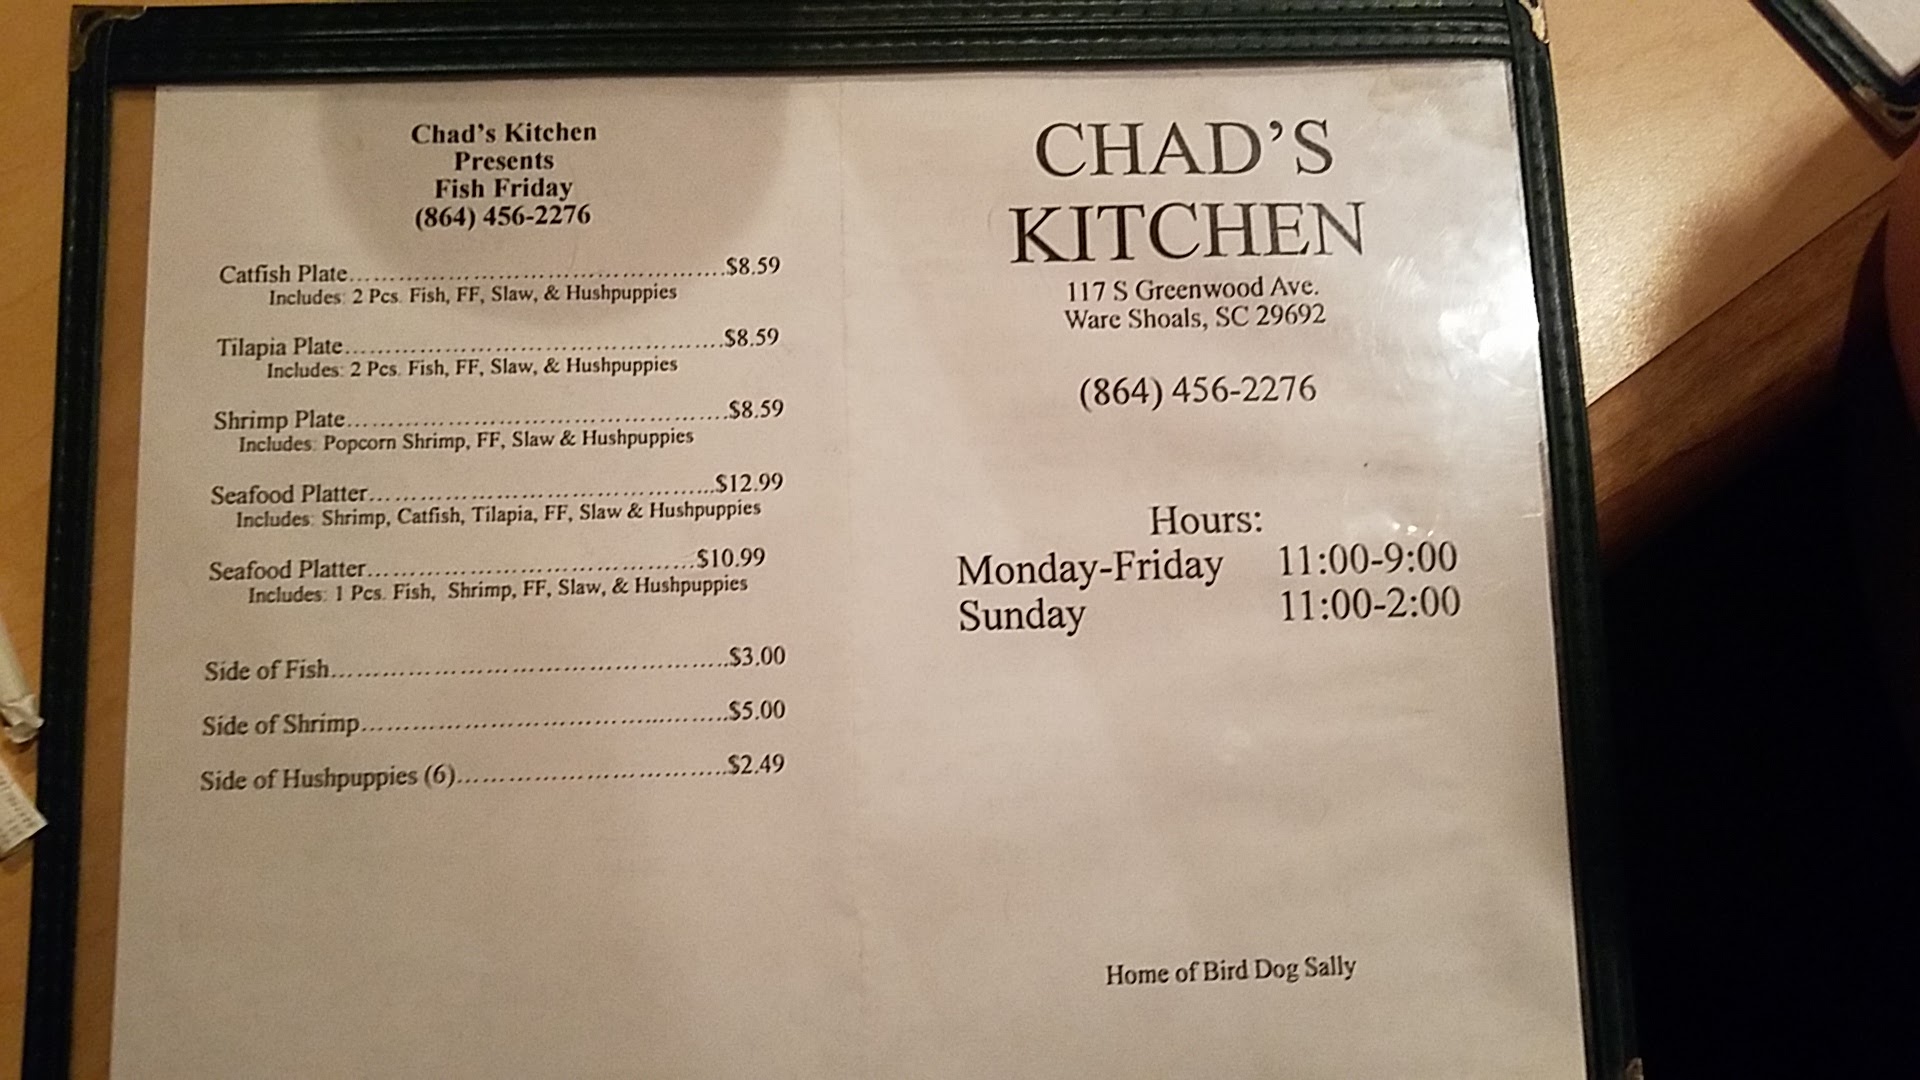 Chad's Kitchen
Presents
Fish Friday
(864) 456-2276
Catfish Plate……………………………………….$8.59
Includes: 2 Pcs. Fish, FF, Slaw, & Hushpuppies
Tilapia Plate……………………………………….$8.59
Includes: 2 Pcs. Fish, FF, Slaw, & Hushpuppies
Shrimp Plate……………………………………….$8.59
Includes: Popcorn Shrimp, FF, Slaw & Hushpuppies
Seafood Platter…………………………………...$12.99
Includes: Shrimp, Catfish, Tilapia, FF, Slaw & Hushpuppies
Seafood Platter…………………………………$10.99
Includes: 1 Pcs. Fish, Shrimp, FF, Slaw, & Hushpuppies
Side of Fish………………………………………..$3.00
Side of Shrimp……………………………..……..$5.00
Side of Hushpuppies (6)…………………………..$2.49
CHAD'S
KITCHEN
117 S Greenwood Ave.
Ware Shoals, SC 29692
(864) 456-2276
Hours:
Monday-Friday 11:00-9:00
Sunday 11:00-2:00
Home of Bird Dog Sally